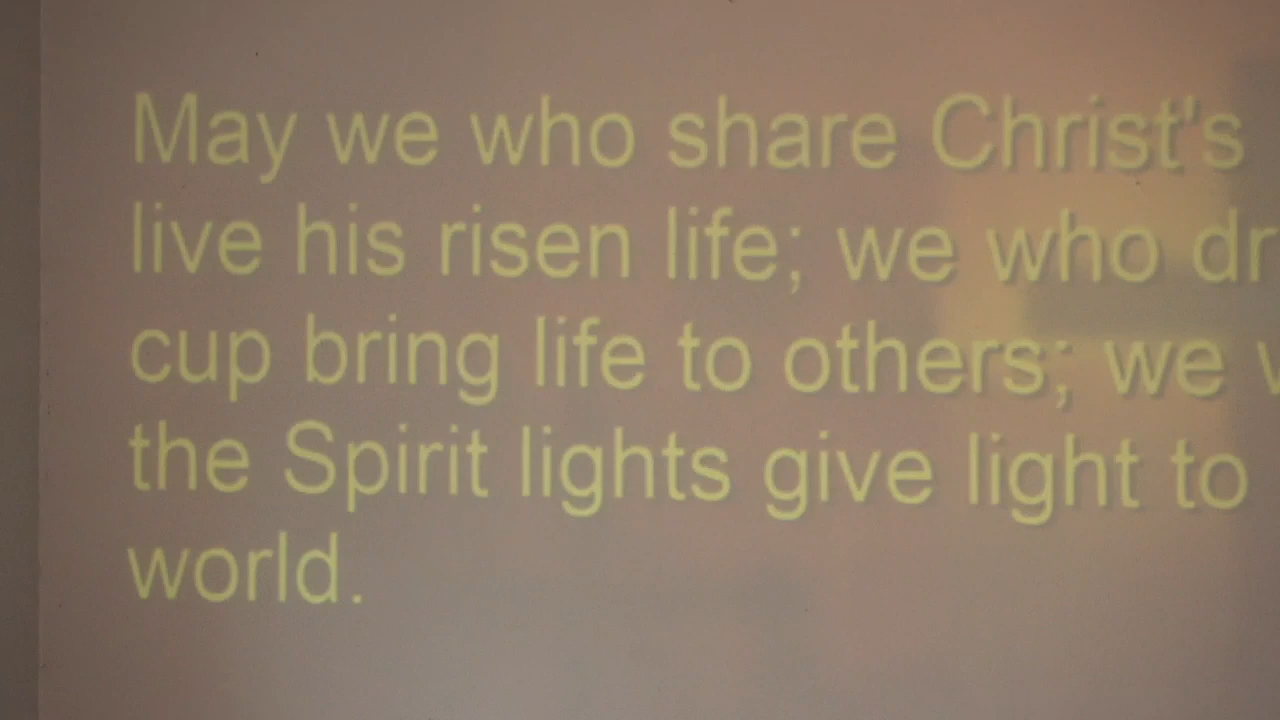 May we who share Christ's
live his risen life; we who dr
cup bring life to others; we
the Spirit lights give light to
world.